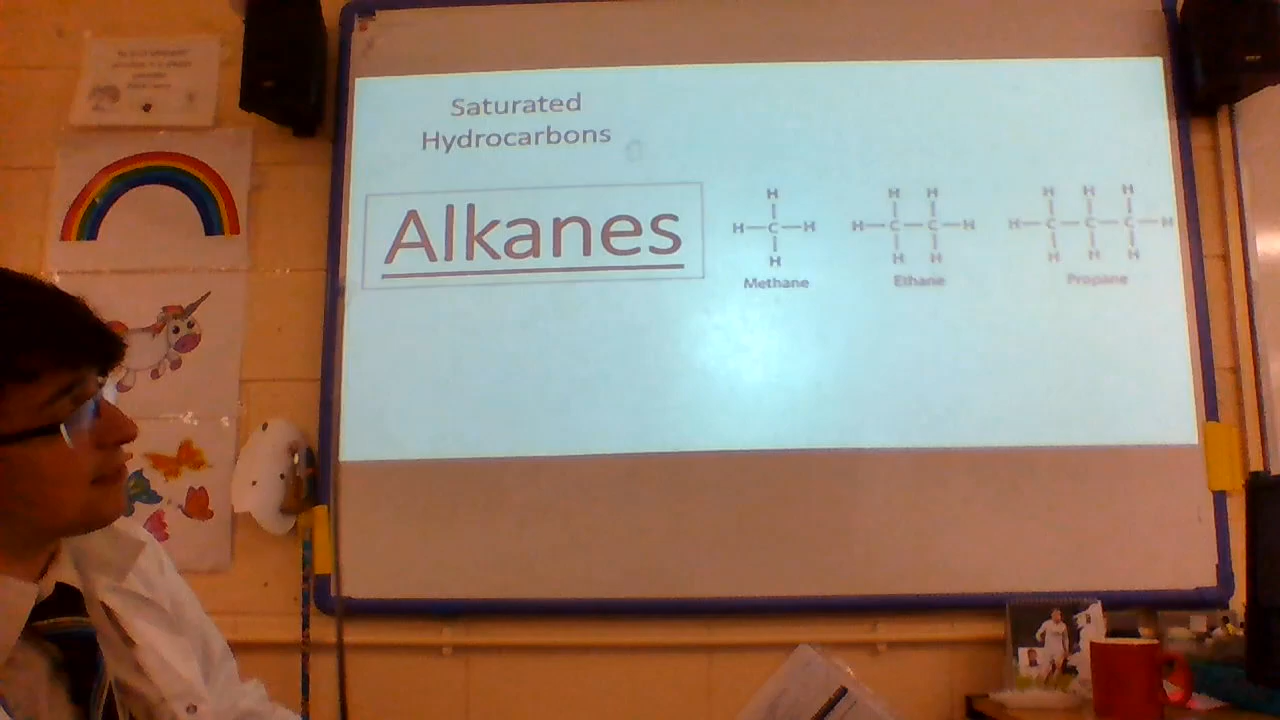 Saturated
Hydrocarbons
Alkanes
H
H—C—H
H
Methane
H H
H—C—C—H
H H
Ethane
H H H
H—C—C—C—H
H H H
Propane